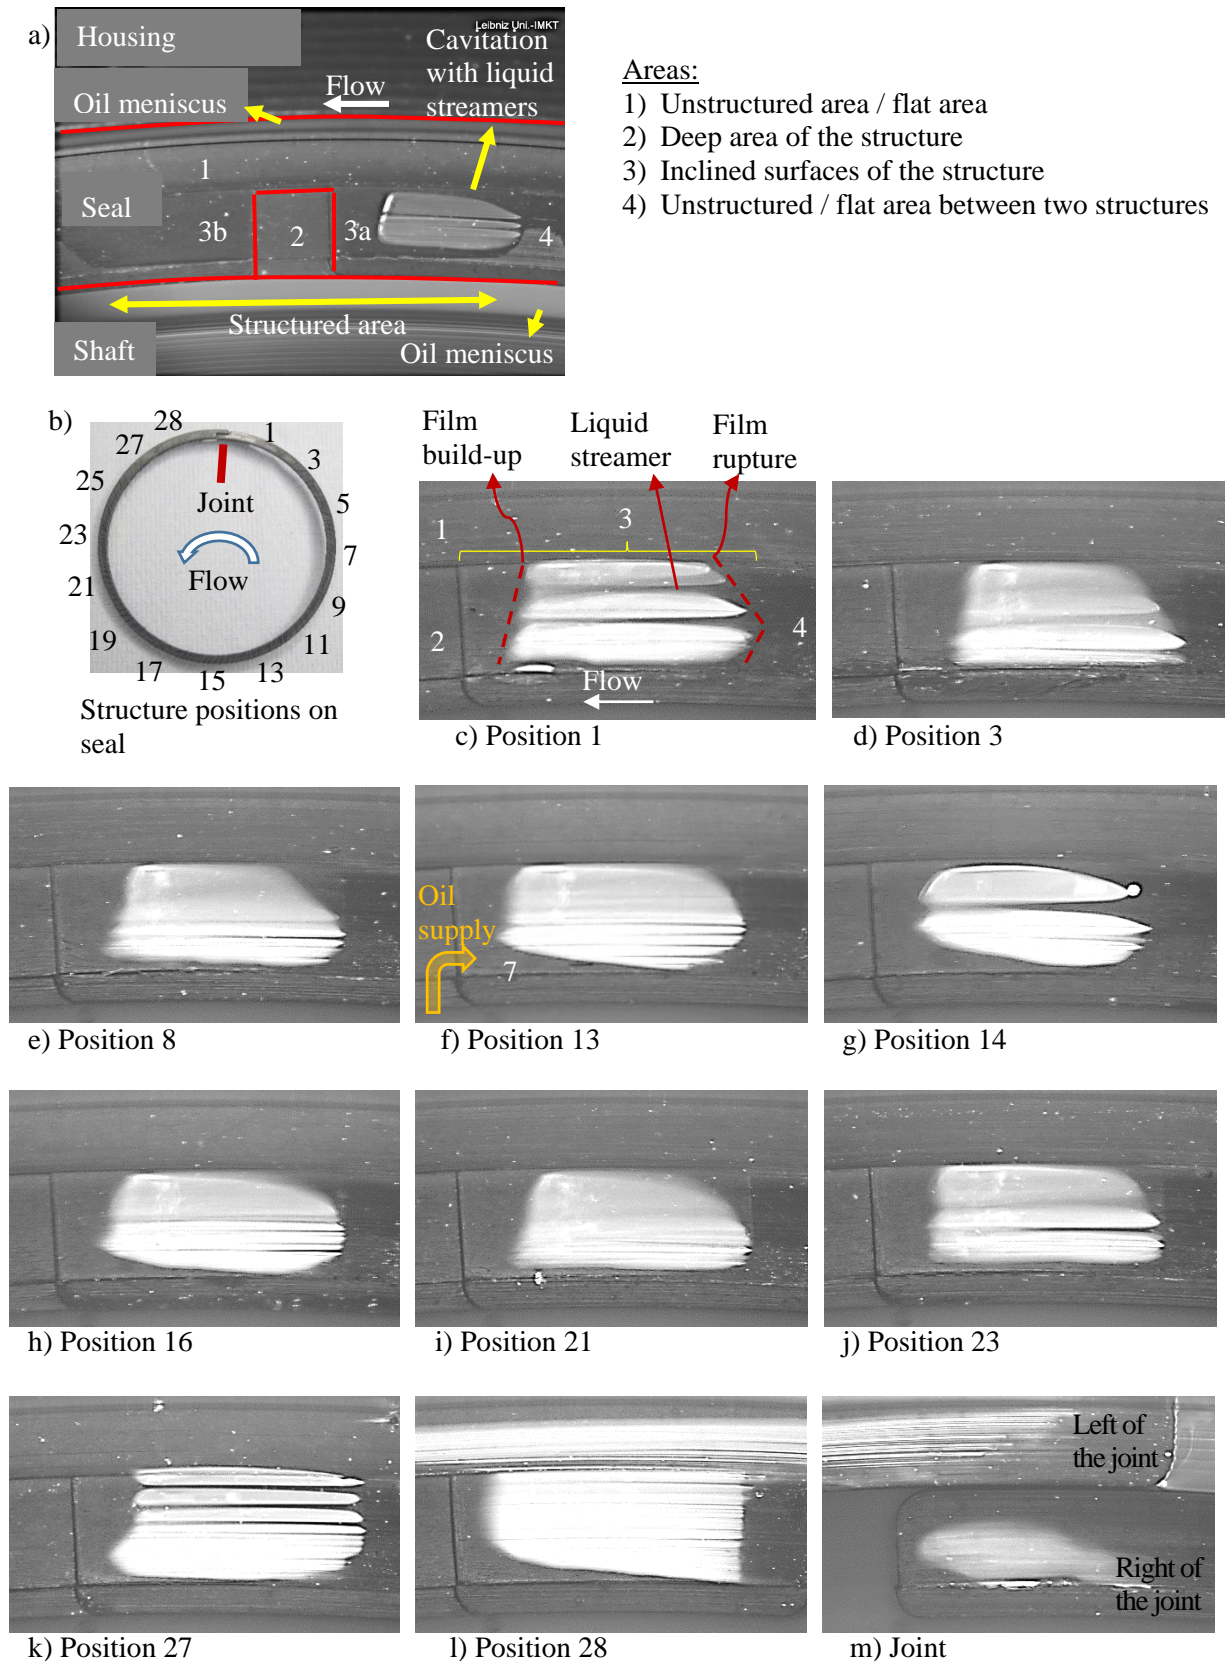 a)
Housing
Leibniz Uni.-IMKT
Cavitation
with liquid
streamers
Flow
Oil meniscus
1
Seal
3b
2
3a
4
Structured area
Shaft
Oil meniscus
Areas:
1) Unstructured area / flat area
2) Deep area of the structure
3) Inclined surfaces of the structure
4) Unstructured / flat area between two structures
b)
28
1
27
3
25
5
Joint
23
7
Flow
21
9
19
11
17
15
13
Structure positions on
seal
Film
build-up
Liquid
streamer
Film
rupture
1
3
2
4
Flow
c) Position 1
d) Position 3
e) Position 8
Oil
supply
7
f) Position 13
g) Position 14
h) Position 16
i) Position 21
j) Position 23
k) Position 27
l) Position 28
Left of
the joint
Right of
the joint
m) Joint